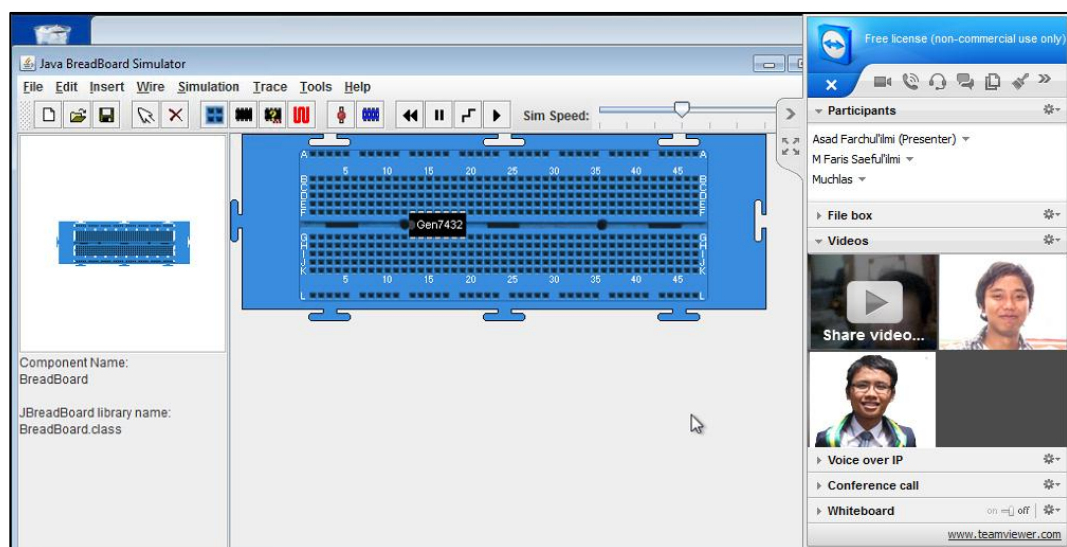 Java BreadBoard Simulator
File Edit Insert Wire Simulation Trace Tools Help
Sim Speed:
A A
5 10 15 20 25 30 35 40 45
B B
C C
D D
E E
F F
Gen7432
G G
H H
I I
J J
K K
5 10 15 20 25 30 35 40 45
L L
Component Name:
BreadBoard
JBreadBoard library name:
BreadBoard.class
Free license (non-commercial use only)
Participants
Asad Farchul'ilmi (Presenter)
M Faris Saeful'ilmi
Muchlas
File box
Videos
Share video...
Voice over IP
Conference call
Whiteboard on off
www.teamviewer.com